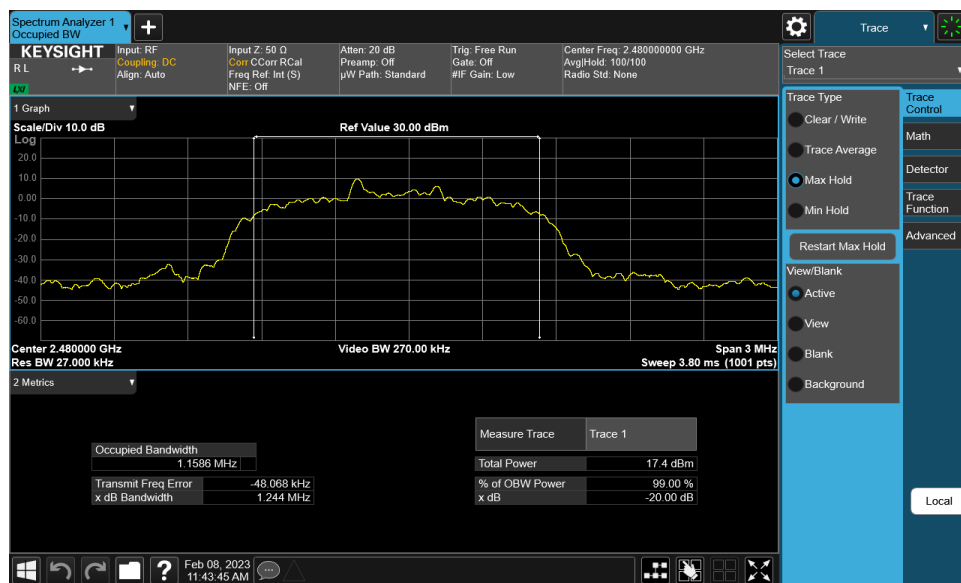 Spectrum Analyzer 1
Occupied BW
Trace
KEYSIGHT
R L
LXI
Input: RF
Coupling: DC
Align: Auto
Input Z: 50 Ω
Corr CCorr RCal
Freq Ref: Int (S)
NFE: Off
Atten: 20 dB
Preamp: Off
µW Path: Standard
Trig: Free Run
Gate: Off
#IF Gain: Low
Center Freq: 2.480000000 GHz
Avg|Hold: 100/100
Radio Std: None
Select Trace
Trace 1
1 Graph
Scale/Div 10.0 dB
Ref Value 30.00 dBm
Log
20.0
10.0
0.00
-10.0
-20.0
-30.0
-40.0
-50.0
-60.0
Center 2.480000 GHz
Video BW 270.00 kHz
Span 3 MHz
Res BW 27.000 kHz
Sweep 3.80 ms (1001 pts)
Trace Type
Clear / Write
Trace Average
Max Hold
Min Hold
Restart Max Hold
View/Blank
Active
View
Blank
Background
Trace
Control
Math
Detector
Trace
Function
Advanced
Local
2 Metrics
Occupied Bandwidth
1.1586 MHz
Transmit Freq Error -48.068 kHz
x dB Bandwidth 1.244 MHz
Measure Trace Trace 1
Total Power 17.4 dBm
% of OBW Power 99.00 %
x dB -20.00 dB
?
Feb 08, 2023
11:43:45 AM